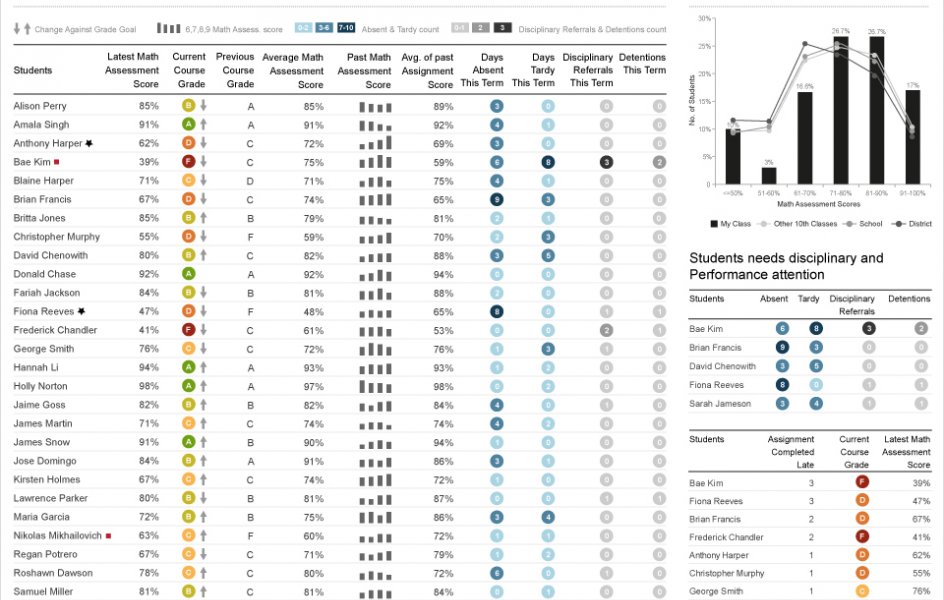 Change Against Grade Goal 6,7,6,9 Math Assess. score 0-2 3-6 7-10 Absent & Tardy count 0-1 2 3 Disciplinary Referrals & Detentions count
Students Latest Math Assessment Score Current Course Grade Previous Course Grade Average Math Assessment Score Past Math Assessment Score Avg. of past Assignment Score Days Absent This Term Days Tardy This Term Disciplinary Referrals This Term Detentions This Term
Alison Perry 85% B A 85% 89% 3 0 0 0
Amala Singh 91% A A 91% 92% 4 1 0 0
Anthony Harper 62% D C 72% 69% 3 0 0 0
Bae Kim 39% F C 75% 59% 6 8 3 2
Blaine Harper 71% C D 71% 75% 4 1 0 0
Brian Francis 67% D C 74% 65% 9 3 0 0
Britta Jones 85% B B 79% 81% 2 1 0 0
Christopher Murphy 55% D F 59% 70% 2 3 0 0
David Chenowith 80% B C 82% 88% 3 5 0 0
Donald Chase 92% A A 92% 94% 0 0 0 0
Fariah Jackson 84% B B 81% 88% 2 0 0 0
Fiona Reeves 47% D F 48% 65% 8 0 1 1
Frederick Chandler 41% F C 61% 53% 0 0 2 1
George Smith 76% C C 72% 76% 1 3 1 0
Hannah Li 94% A A 93% 93% 1 2 0 0
Holly Norton 98% A A 97% 98% 0 2 0 0
Jaime Goss 82% B B 82% 84% 4 0 1 0
James Martin 71% C C 74% 74% 4 2 0 0
James Snow 91% A B 90% 94% 1 0 0 0
Jose Domingo 84% B A 91% 86% 3 1 0 0
Kirsten Holmes 67% C C 74% 72% 1 0 0 0
Lawrence Parker 80% B B 81% 87% 0 0 1 1
Maria Garcia 72% B B 75% 86% 3 4 0 0
Nikolas Mikhailovich 63% C F 60% 72% 1 1 0 0
Regan Potrero 67% C C 71% 79% 1 2 0 0
Roshawn Dawson 78% C C 80% 72% 6 0 1 0
Samuel Miller 81% B C 81% 84% 0 1 0 0
30%
25%
20%
15%
10%
5%
0
No. of Students
3% 16.6% 26.7% 26.7% 17%
<=50% 51-60% 61-70% 71-80% 81-90% 91-100%
Math Assessment Scores
My Class Other 10th Classes School District
Students needs disciplinary and
Performance attention
Students Absent Tardy Disciplinary Referrals Detentions
Bae Kim 6 8 3 2
Brian Francis 9 3 0 0
David Chenowith 3 5 0 0
Fiona Reeves 8 0 1 1
Sarah Jameson 3 4 1 1
Students Assignment Completed Late Current Course Grade Latest Math Assessment Score
Bae Kim 3 F 39%
Fiona Reeves 3 D 47%
Brian Francis 2 D 67%
Frederick Chandler 2 F 41%
Anthony Harper 1 D 62%
Christopher Murphy 1 D 55%
George Smith 1 C 76%